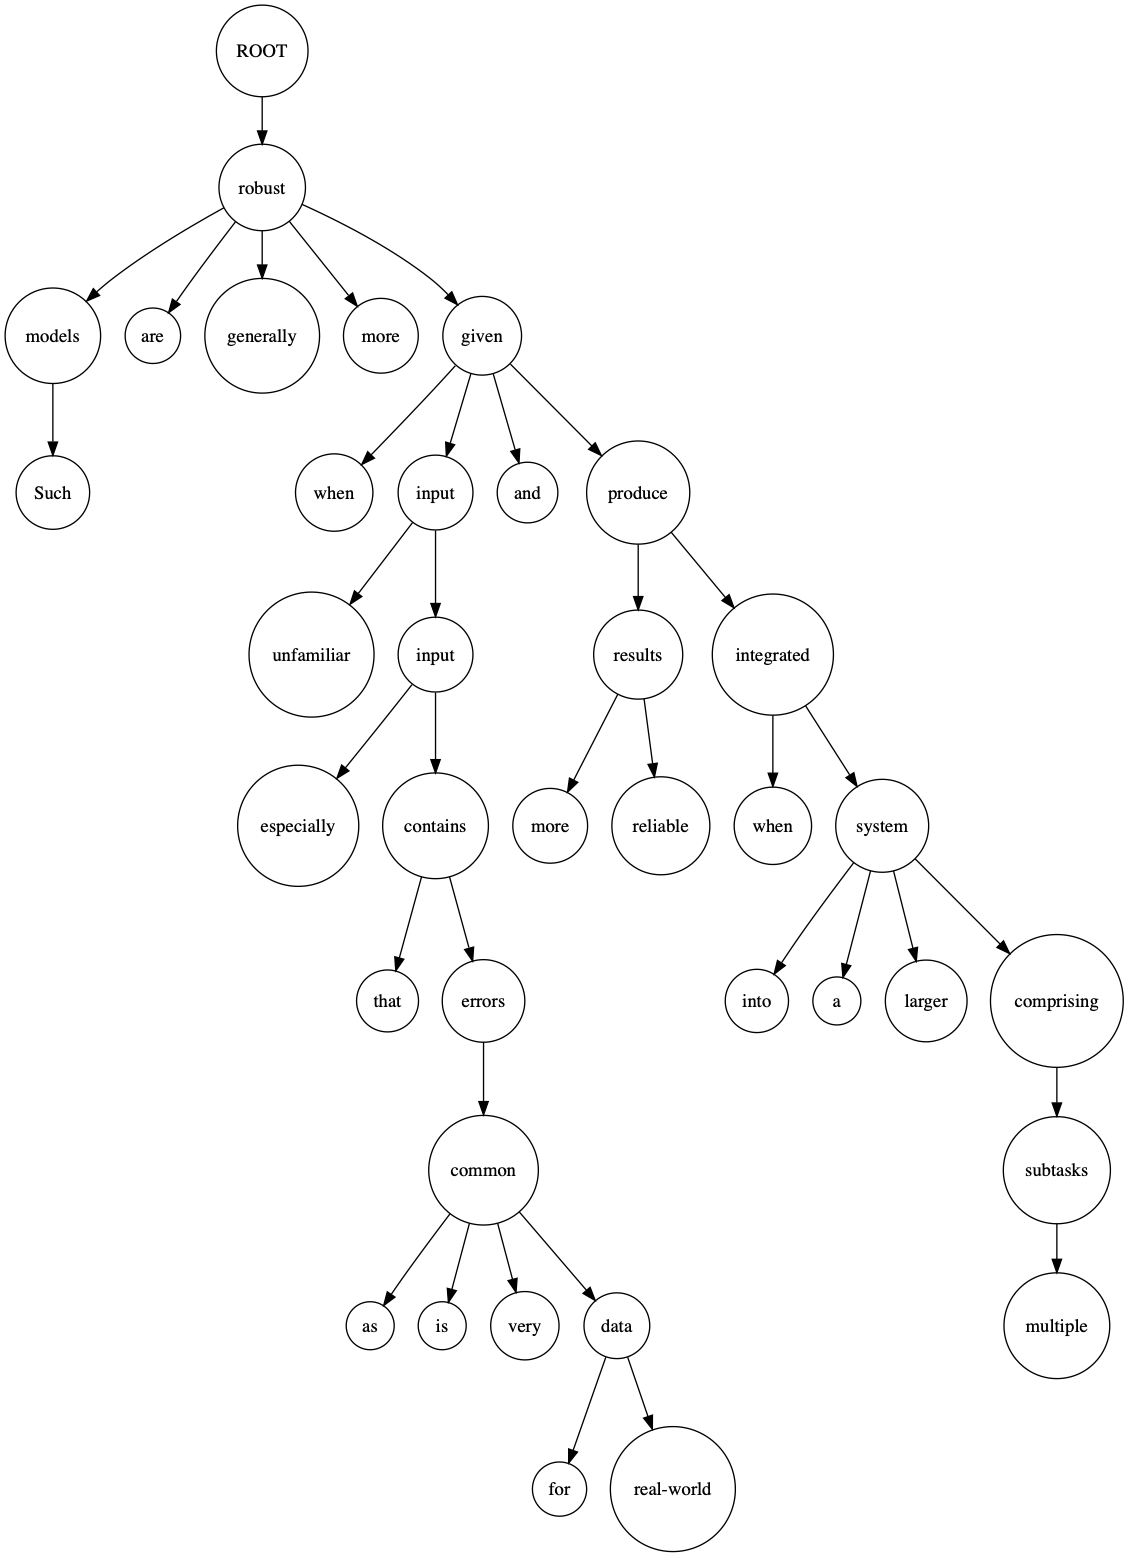 ROOT
robust
models are generally more given
Such when input and produce
unfamiliar input results integrated
especially contains more reliable when system
that errors into a larger comprising
common subtasks
as is very data multiple
for real-world